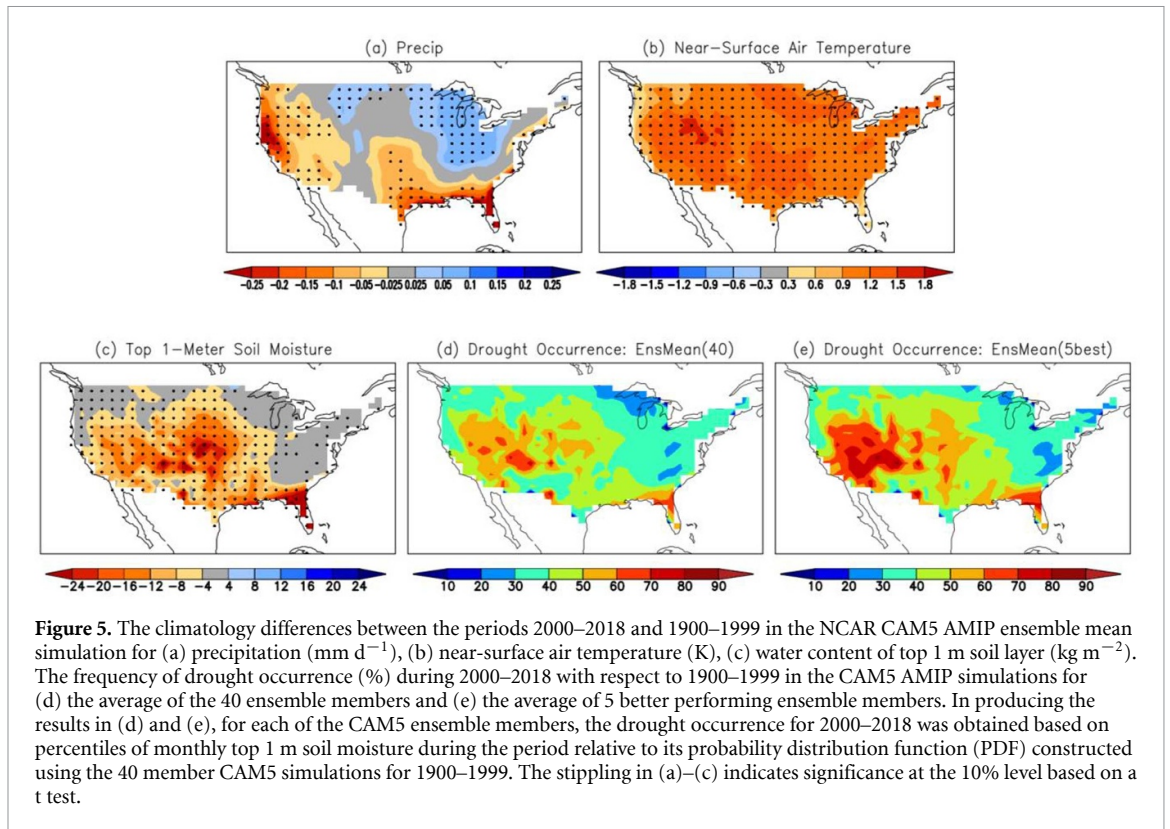 (a) Precip
(b) Near-Surface Air Temperature
-0.25 -0.2 -0.15 -0.1 -0.05 -0.025 0.025 0.05 0.1 0.15 0.2 0.25
-1.8 -1.5 -1.2 -0.9 -0.6 -0.3 0.3 0.6 0.9 1.2 1.5 1.8
(c) Top 1-Meter Soil Moisture
(d) Drought Occurrence: EnsMean(40)
(e) Drought Occurrence: EnsMean(5best)
-24 -20 -16 -12 -8 -4 4 8 12 16 20 24
10 20 30 40 50 60 70 80 90
10 20 30 40 50 60 70 80 90
Figure 5. The climatology differences between the periods 2000–2018 and 1900–1999 in the NCAR CAM5 AMIP ensemble mean
simulation for (a) precipitation (mm d−1), (b) near-surface air temperature (K), (c) water content of top 1 m soil layer (kg m−2).
The frequency of drought occurrence (%) during 2000–2018 with respect to 1900–1999 in the CAM5 AMIP simulations for
(d) the average of the 40 ensemble members and (e) the average of 5 better performing ensemble members. In producing the
results in (d) and (e), for each of the CAM5 ensemble members, the drought occurrence for 2000–2018 was obtained based on
percentiles of monthly top 1 m soil moisture during the period relative to its probability distribution function (PDF) constructed
using the 40 member CAM5 simulations for 1900–1999. The stippling in (a)–(c) indicates significance at the 10% level based on a
t test.